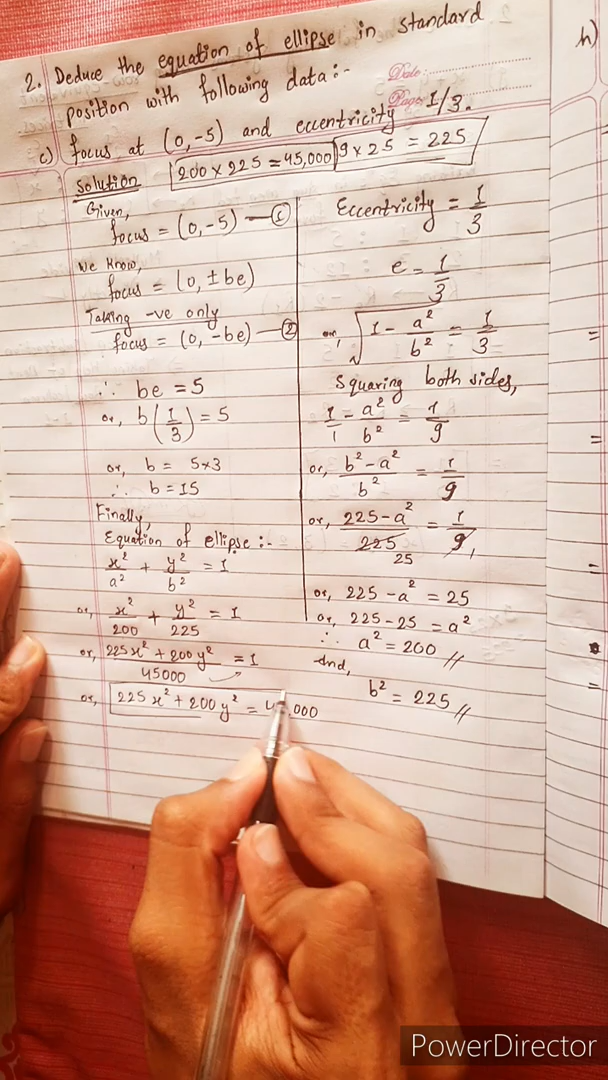 2. Deduce the equation of ellipse in standard
position with following data:-
Date:
Page:
c) focus at (0,-5) and eccentricity 1/3.
200 x 225 = 45,000 9 x 25 = 225
Solution
Given,
focus = (0,-5) —①
We know,
focus = (0, ± be)
Taking -ve only
focus = (0, -be) —②
∴ be = 5
or, b(1/3) = 5
or, b = 5x3
∴ b = 15
Finally,
Equation of ellipse :-
x²/a² + y²/b² = 1
or, x²/200 + y²/225 = 1
or, 225x² + 200y²/45000 = 1
or, 225x² + 200y² = 4 ,000
Eccentricity = 1/3
e = 1/3
or, √1 - a²/b² = 1/3
Squaring both sides,
1/1 - a²/b² = 1/9
or, b² - a²/b² = 1/9
or, 225 - a²/225 = 1/9
25 1
or, 225 - a² = 25
or, 225 - 25 = a²
∴ a² = 200 //
And,
b² = 225 //
h)
=
=
=
=
PowerDirector